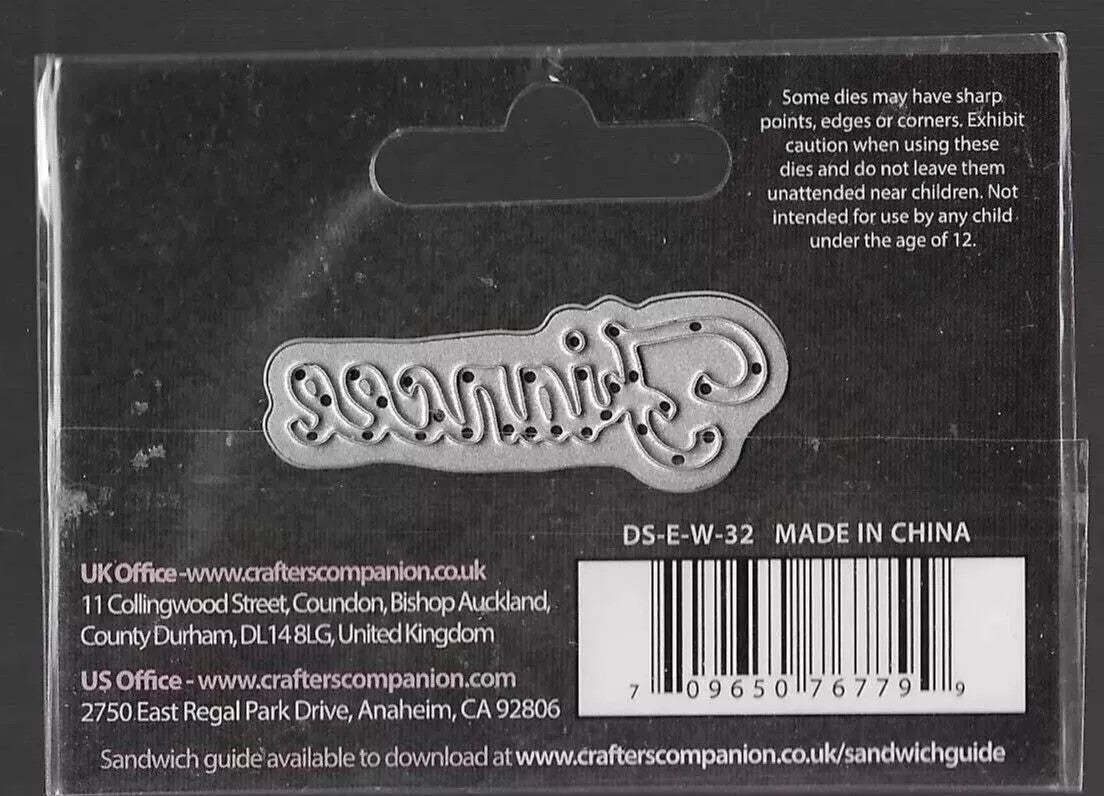 Some dies may have sharp
points, edges or corners. Exhibit
caution when using these
dies and do not leave them
unattended near children. Not
intended for use by any child
under the age of 12.
Fiancee
DS-E-W-32 MADE IN CHINA
UK Office - www.crafterscompanion.co.uk
11 Collingwood Street, Coundon, Bishop Auckland,
County Durham, DL14 8LG, United Kingdom
US Office - www.crafterscompanion.com
2750 East Regal Park Drive, Anaheim, CA 92806
7 09650 76779 9
Sandwich guide available to download at www.crafterscompanion.co.uk/sandwichguide